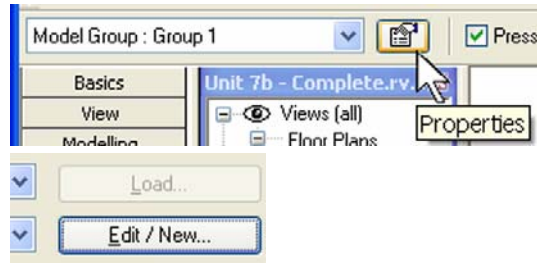 Model Group : Group 1
Press
Basics
Unit 7b - Complete.rv
View
Views (all)
Properties
Modelling
Floor Plans
Load...
Edit / New...